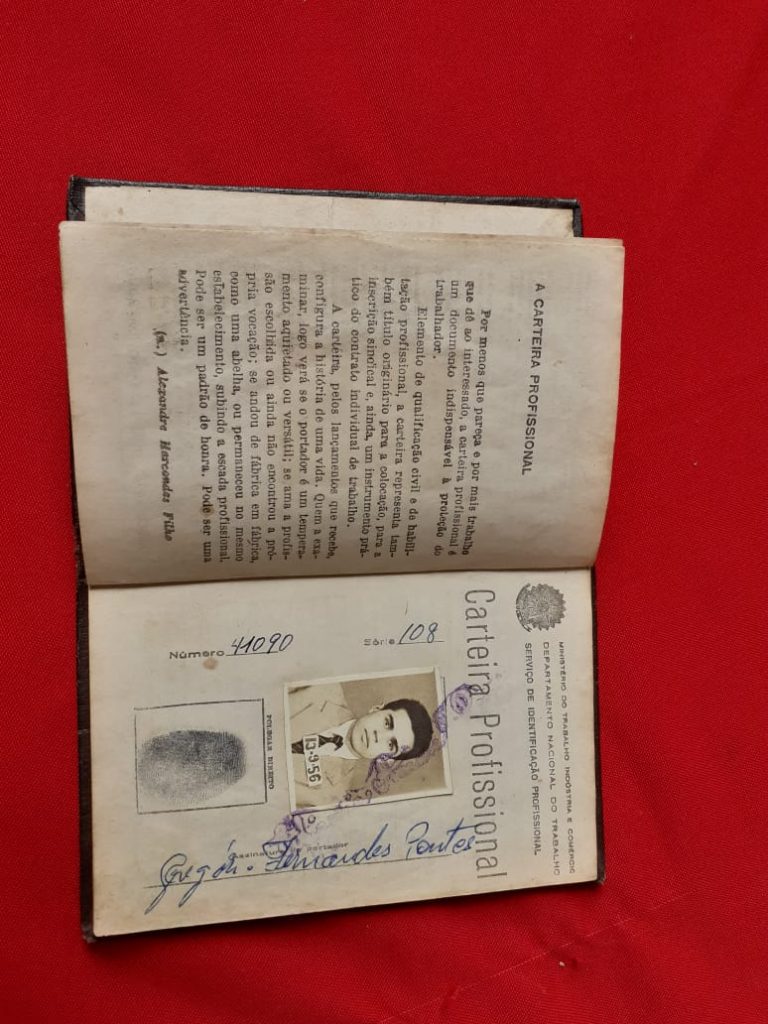 A CARTEIRA PROFISSIONAL
Por menos que pareça e por mais trabalho
que dê ao interessado, a carteira profissional é
um documento indispensável à proteção do
trabalhador.
Elemento de qualificação civil e de habili-
tação profissional, a carteira representa tam-
bém título originário para a colocação, para a
inscrição sindical e, ainda, um instrumento prá-
tico do contrato individual de trabalho.
A carteira, pelos lançamentos que recebe,
configura a história de uma vida. Quem a exa-
minar, logo verá se o portador é um tempera-
mento aquietado ou versátil; se ama a profis-
são escolhida ou ainda não encontrou a pró-
pria vocação; se andou de fábrica em fábrica,
como uma abelha, ou permaneceu no mesmo
estabelecimento, subindo a escada profissional.
Pode ser um padrão de honra. Pode ser uma
advertência.
(a.) Alexandre Marcondes Filho
MINISTÉRIO DO TRABALHO INDÚSTRIA E COMÉRCIO
DEPARTAMENTO NACIONAL DO TRABALHO
SERVIÇO DE IDENTIFICAÇÃO PROFISSIONAL
Carteira Profissional
Número 41090 Série 108
13-9-56
POLEGAR DIREITO
Assinatura portador
Fernandes Pontes